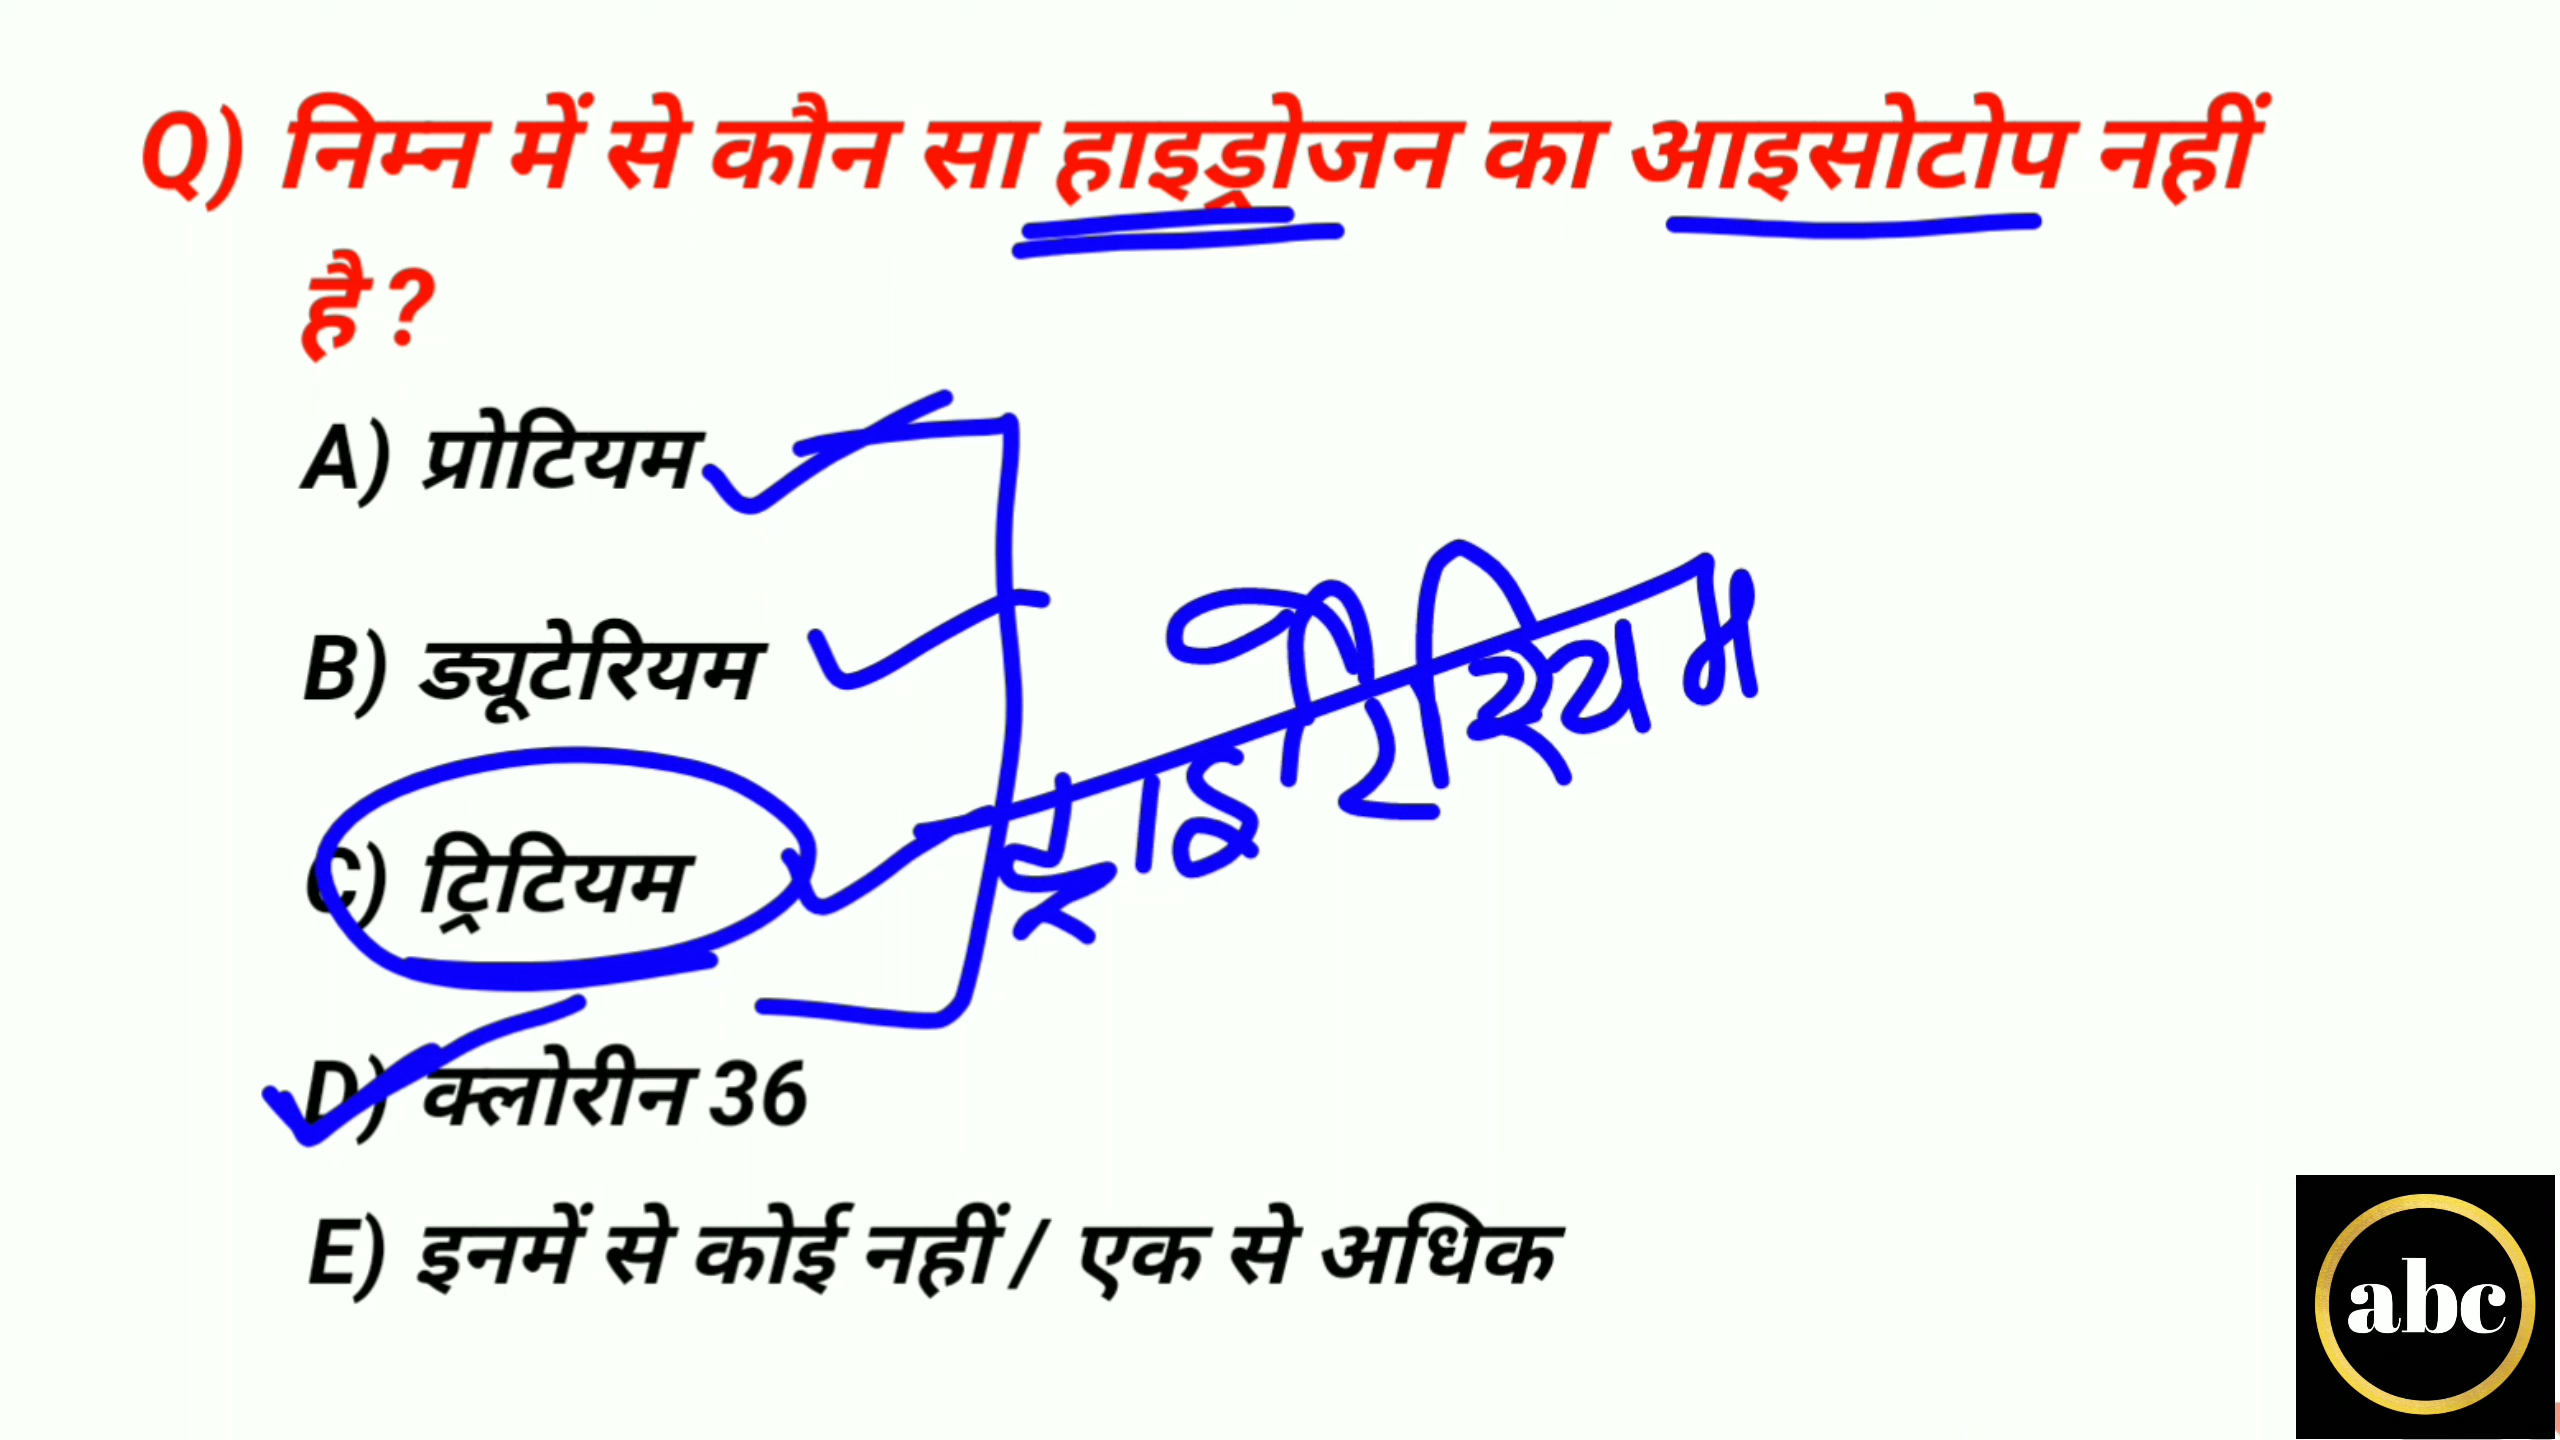 Q) निम्न में से कौन सा हाइड्रोजन का आइसोटोप नहीं
है ?
A) प्रोटियम
B) ड्यूटेरियम
C) ट्रिटियम
D) क्लोरीन 36
E) इनमें से कोई नहीं / एक से अधिक
abc